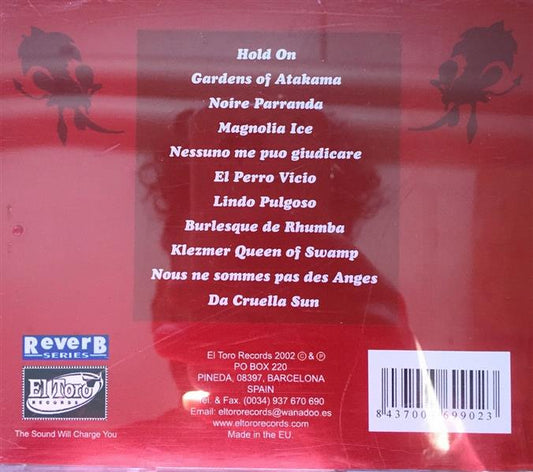 Hold On
Gardens of Atakama
Noire Parranda
Magnolia Ice
Nessuno me puo giudicare
El Perro Vicio
Lindo Pulgoso
Burlesque de Rhumba
Klezmer Queen of Swamp
Nous ne sommes pas des Anges
Da Cruella Sun
ReverB
SERIES
El Toro
RECORDS
The Sound Will Charge You
El Toro Records 2002 © & ℗
PO BOX 220
PINEDA, 08397, BARCELONA
SPAIN
Tel. & Fax. (0034) 937 670 690
Email: eltororecords@wanadoo.es
www.eltororecords.com
Made in the EU.